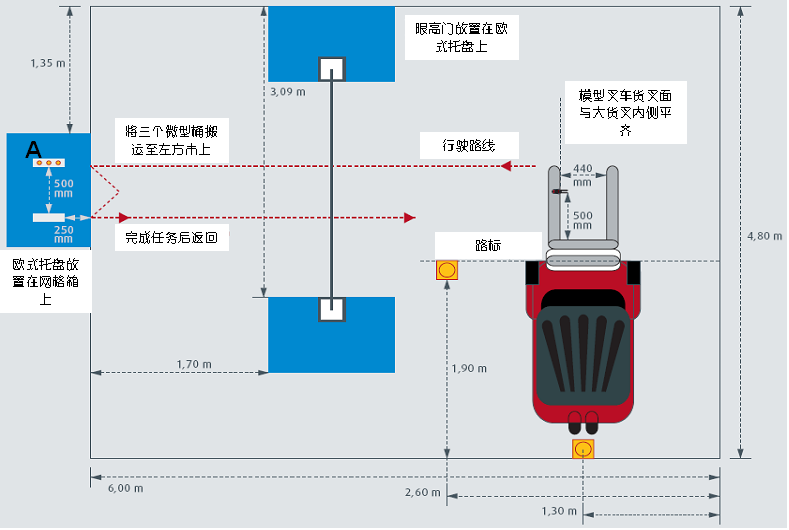 1,35 m
3,09 m
限高门放置在欧
式托盘上
模型叉车货叉面
与大货叉内侧平
齐
A
将三个微型桶搬
运至左方木上
行驶路线
500
mm
440
mm
500
mm
250
mm
完成任务后返回
路标
4,80 m
欧式托盘放
置在网格箱
上
1,70 m
1,90 m
6,00 m
2,60 m
1,30 m